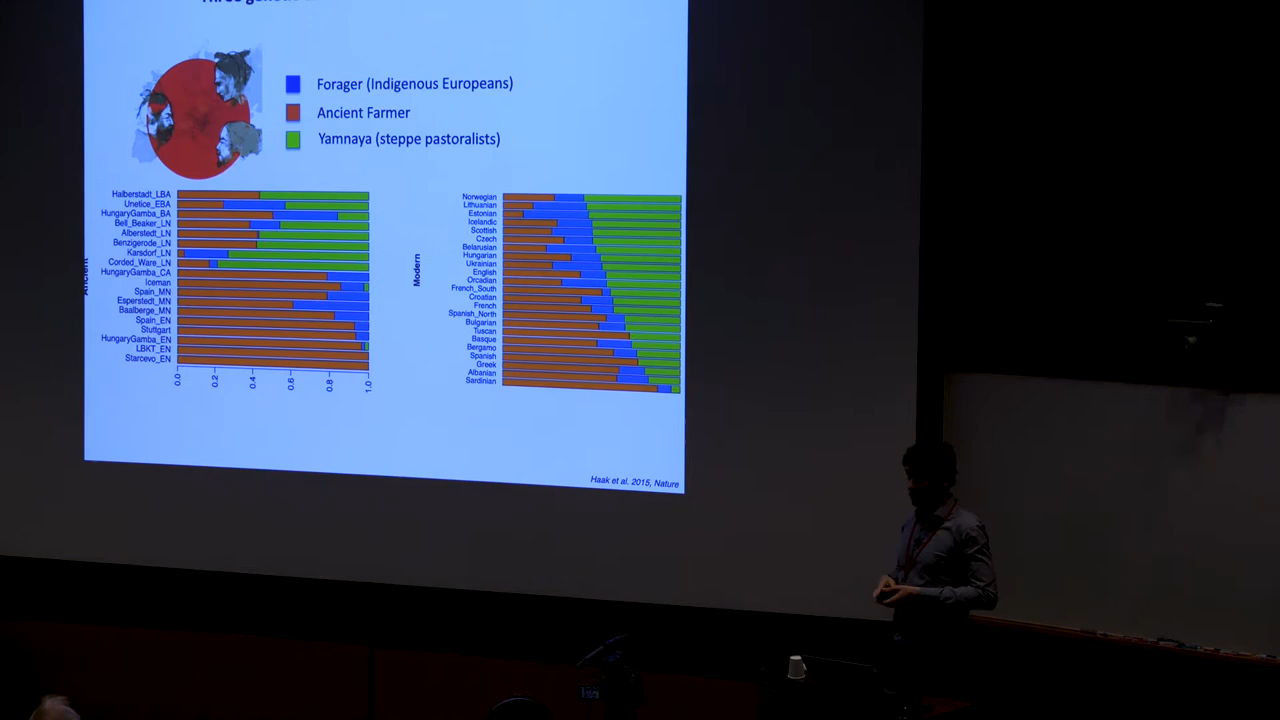 Three
Forager (Indigenous Europeans)
Ancient Farmer
Yamnaya (steppe pastoralists)
Ancient
Halberstadt_LBA
Unetice_EBA
HungaryGamba_BA
Bell_Beaker_LN
Alberstedt_LN
Benzigerode_LN
Karsdorf_LN
Corded_Ware_LN
HungaryGamba_CA
Iceman
Spain_MN
Esperstedt_MN
Baalberge_MN
Spain_EN
Stuttgart
HungaryGamba_EN
LBKT_EN
Starcevo_EN
0.0 0.2 0.4 0.6 0.8 1.0
Modern
Norwegian
Lithuanian
Estonian
Icelandic
Scottish
Czech
Belarusian
Hungarian
Ukrainian
English
Orcadian
French_South
Croatian
French
Spanish_North
Bulgarian
Tuscan
Basque
Bergamo
Spanish
Greek
Albanian
Sardinian
Haak et al. 2015, Nature